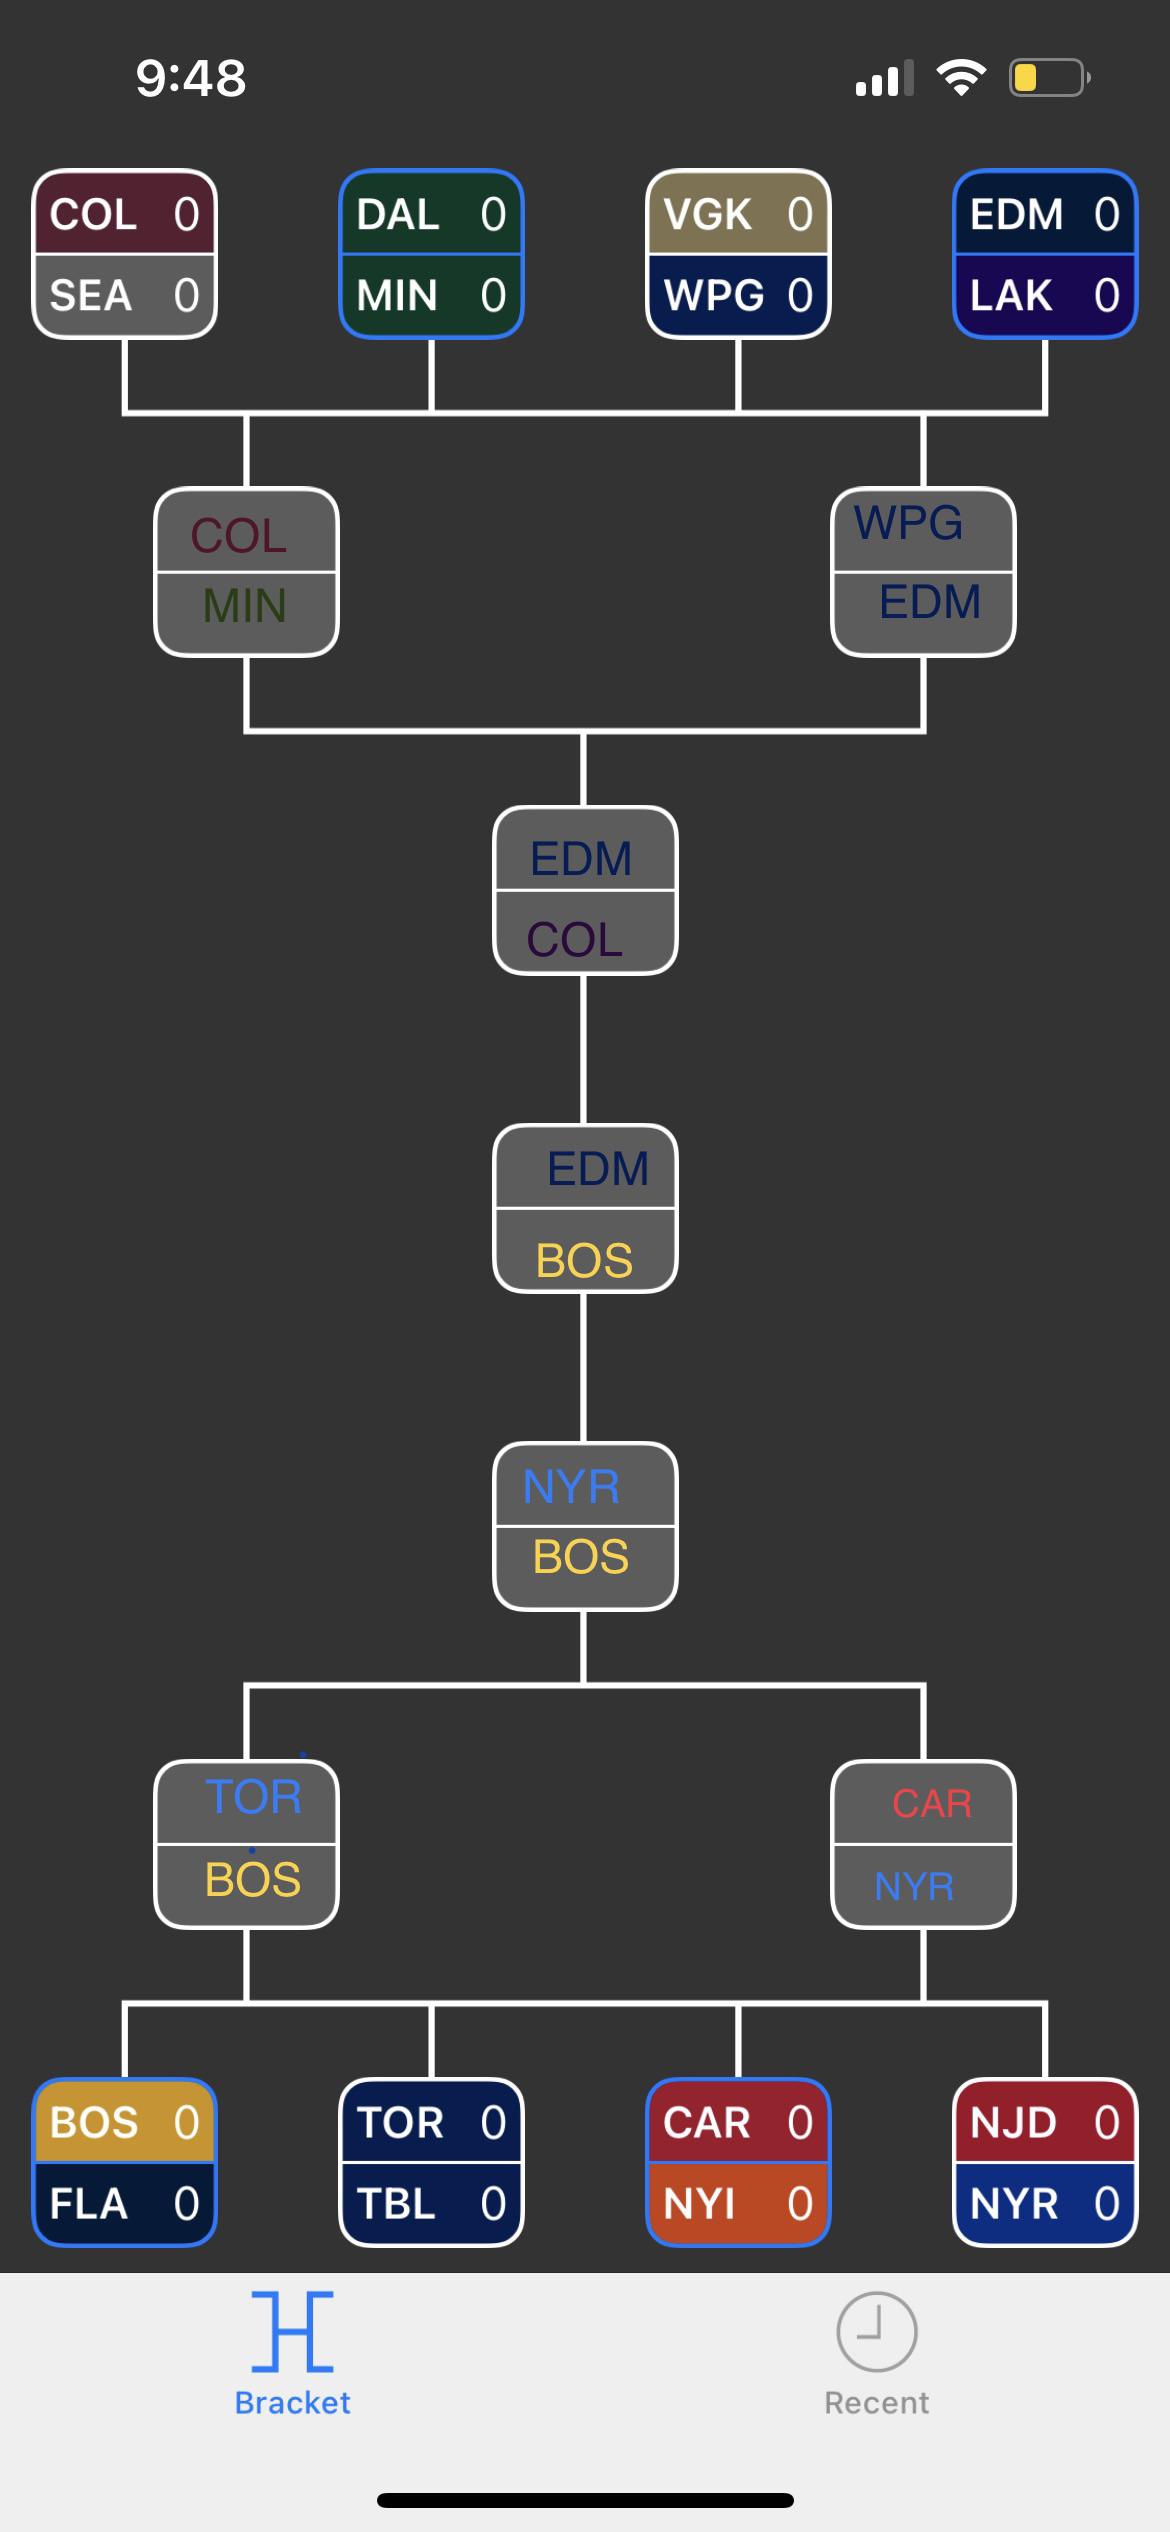 9:48
COL 0 DAL 0 VGK 0 EDM 0
SEA 0 MIN 0 WPG 0 LAK 0
COL WPG
MIN EDM
EDM
COL
EDM
BOS
NYR
BOS
TOR CAR
BOS NYR
BOS 0 TOR 0 CAR 0 NJD 0
FLA 0 TBL 0 NYI 0 NYR 0
Bracket Recent